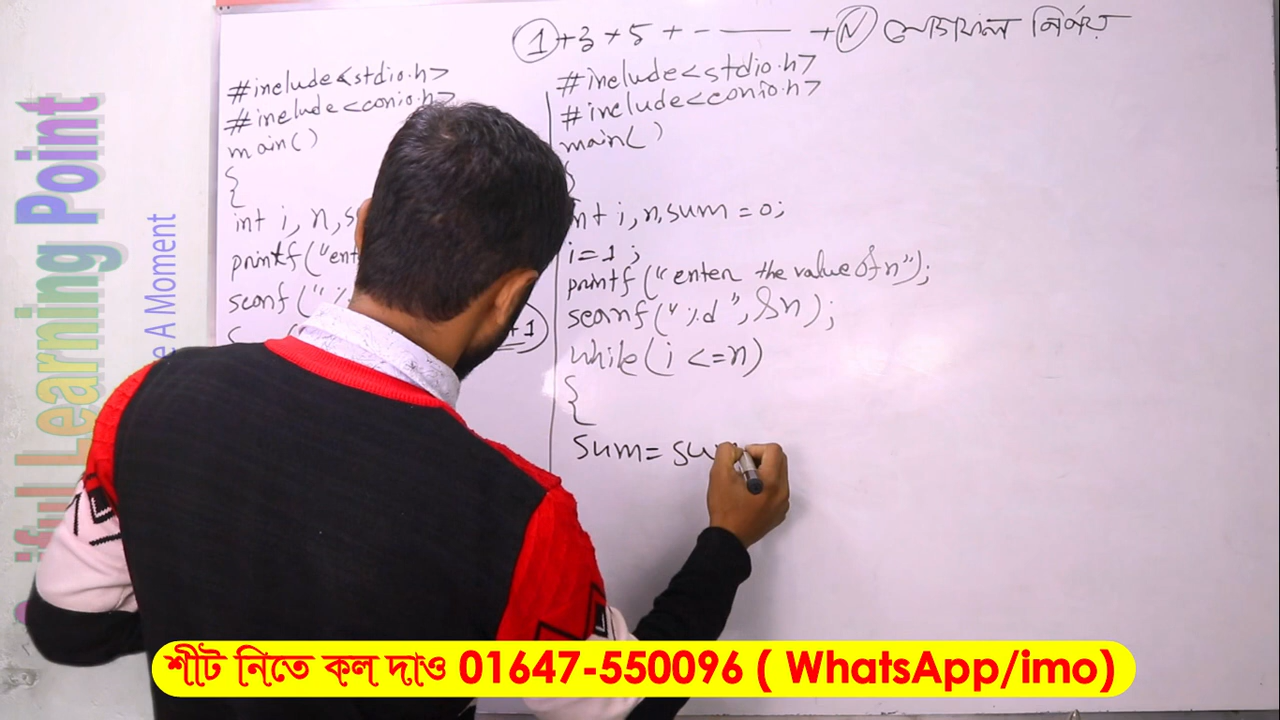 1+3+5+ - —— +N যোগফল নির্ণয়
#include<stdio.h>
#include<conio.h>
main()
{
int i, n, s
printf("ent
scanf("%
+1
#include<stdio.h>
#include<conio.h>
main()
{
int i, n, sum = 0;
i=1;
printf("enter the value of n");
scanf("%d", &n);
while(i <=n)
{
sum= su
Learning Point
A Moment
শীট নিতে কল দাও 01647-550096 ( WhatsApp/imo)